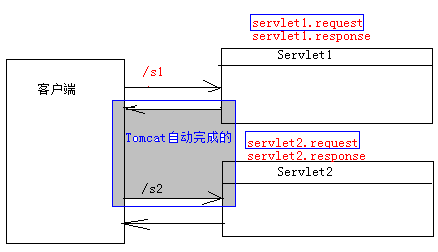 servlet1.request
servlet1.response
Servlet1
/s1
客户端
Tomcat自动完成的
servlet2.request
servlet2.response
Servlet2
/s2